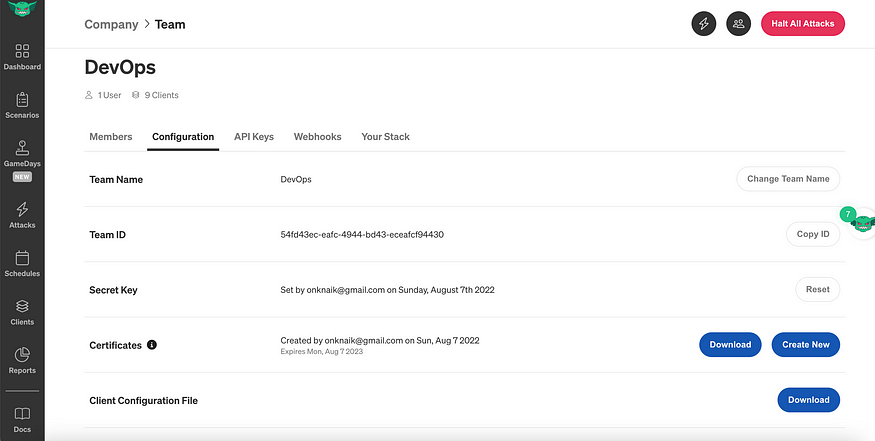 Company > Team
Halt All Attacks
DevOps
1 User 9 Clients
Members Configuration API Keys Webhooks Your Stack
Team Name DevOps Change Team Name
Team ID 54fd43ec-eafc-4944-bd43-eceafcf94430 Copy ID
7
Secret Key Set by onknaik@gmail.com on Sunday, August 7th 2022 Reset
Certificates Created by onknaik@gmail.com on Sun, Aug 7 2022 Download Create New
Expires Mon, Aug 7 2023
Client Configuration File Download
Dashboard
Scenarios
GameDays
NEW
Attacks
Schedules
Clients
Reports
Docs